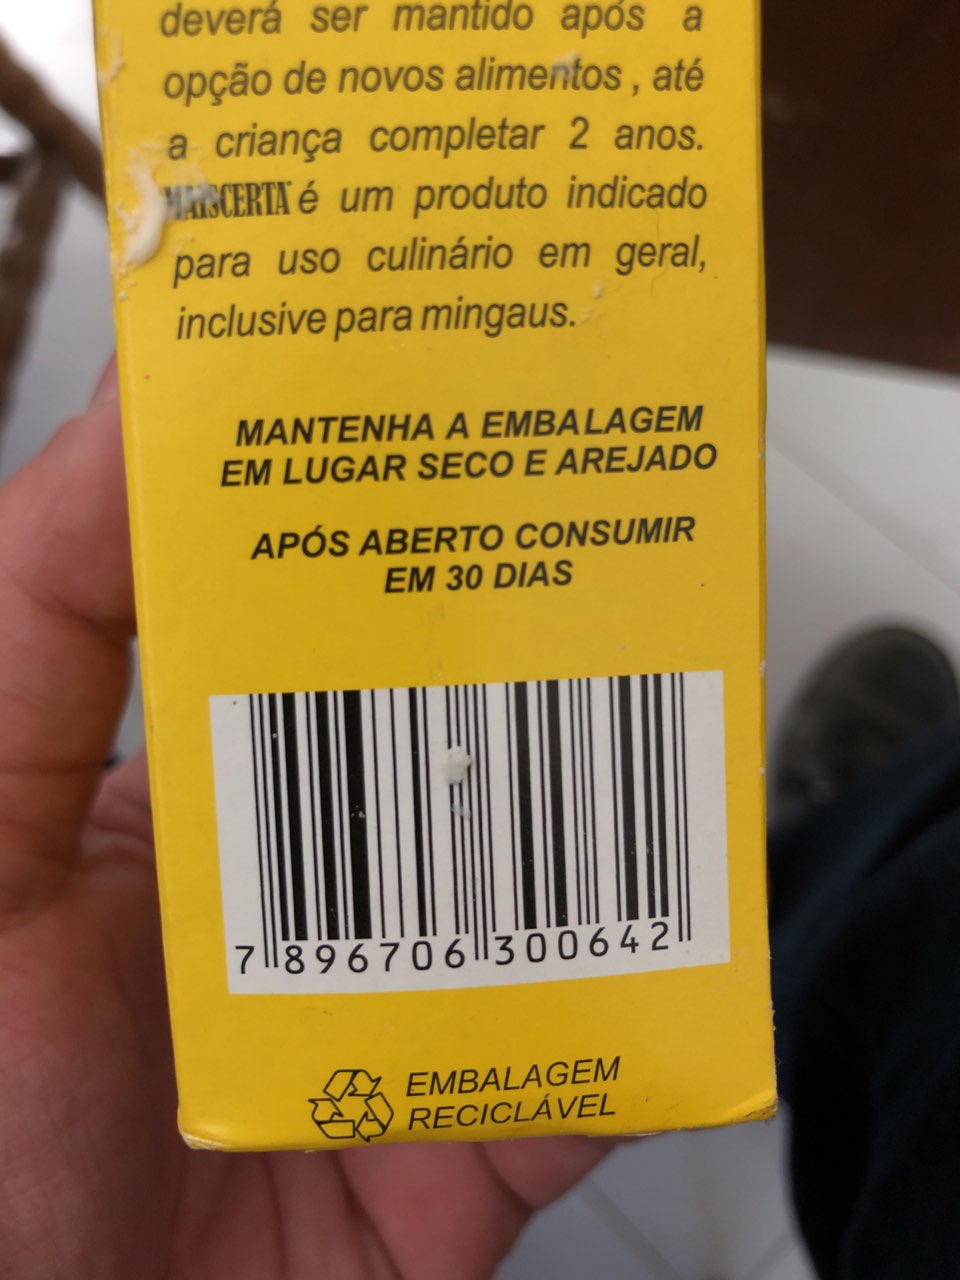 deverá ser mantido após a
opção de novos alimentos , até
a criança completar 2 anos.
MAISCERTA é um produto indicado
para uso culinário em geral,
inclusive para mingaus.
MANTENHA A EMBALAGEM
EM LUGAR SECO E AREJADO
APÓS ABERTO CONSUMIR
EM 30 DIAS
7 896706 300642
EMBALAGEM
RECICLÁVEL